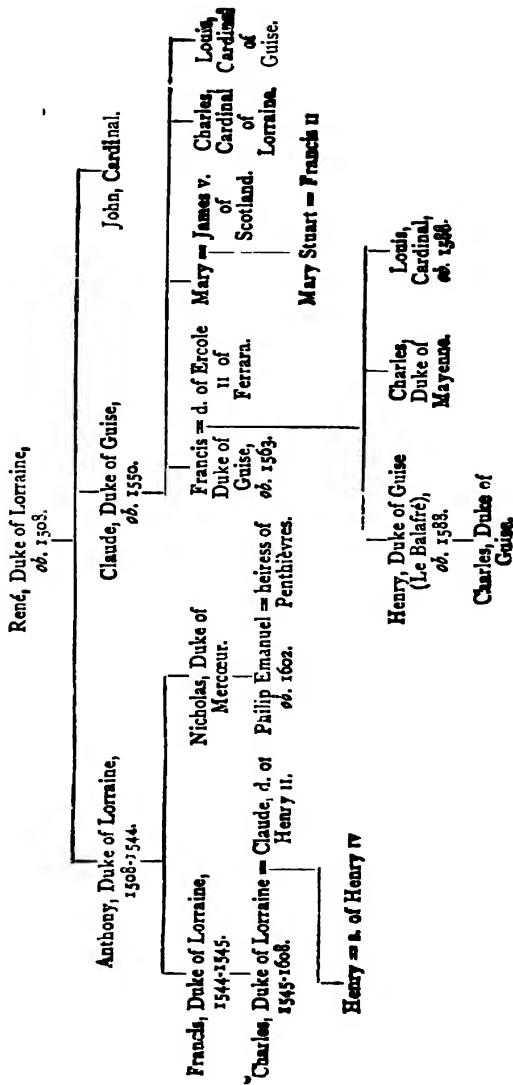 René, Duke of Lorraine,
ob. 1508.
Anthony, Duke of Lorraine,
1508-1544.
Claude, Duke of Guise,
ob. 1550.
John, Cardinal.
Francis, Duke of Lorraine,
1544-1545.
Nicholas, Duke of
Mercœur.
Francis = d. of Ercole
Duke of II of
Guise, Ferrara.
ob. 1563.
Mary = James V.
of
Scotland.
Charles,
Cardinal
of
Lorraine.
Louis,
Cardinal
of
Guise.
Charles, Duke of Lorraine = Claude, d. of
1545-1608. Henry II.
Philip Emanuel = heiress of
ob. 1602. Penthièvres.
Mary Stuart = Francis II
Henry = s. of Henry IV
Henry, Duke of Guise
(Le Balafré),
ob. 1588.
Charles,
Duke of
Mayenne.
Louis,
Cardinal,
ob. 1588.
Charles, Duke of
Guise.